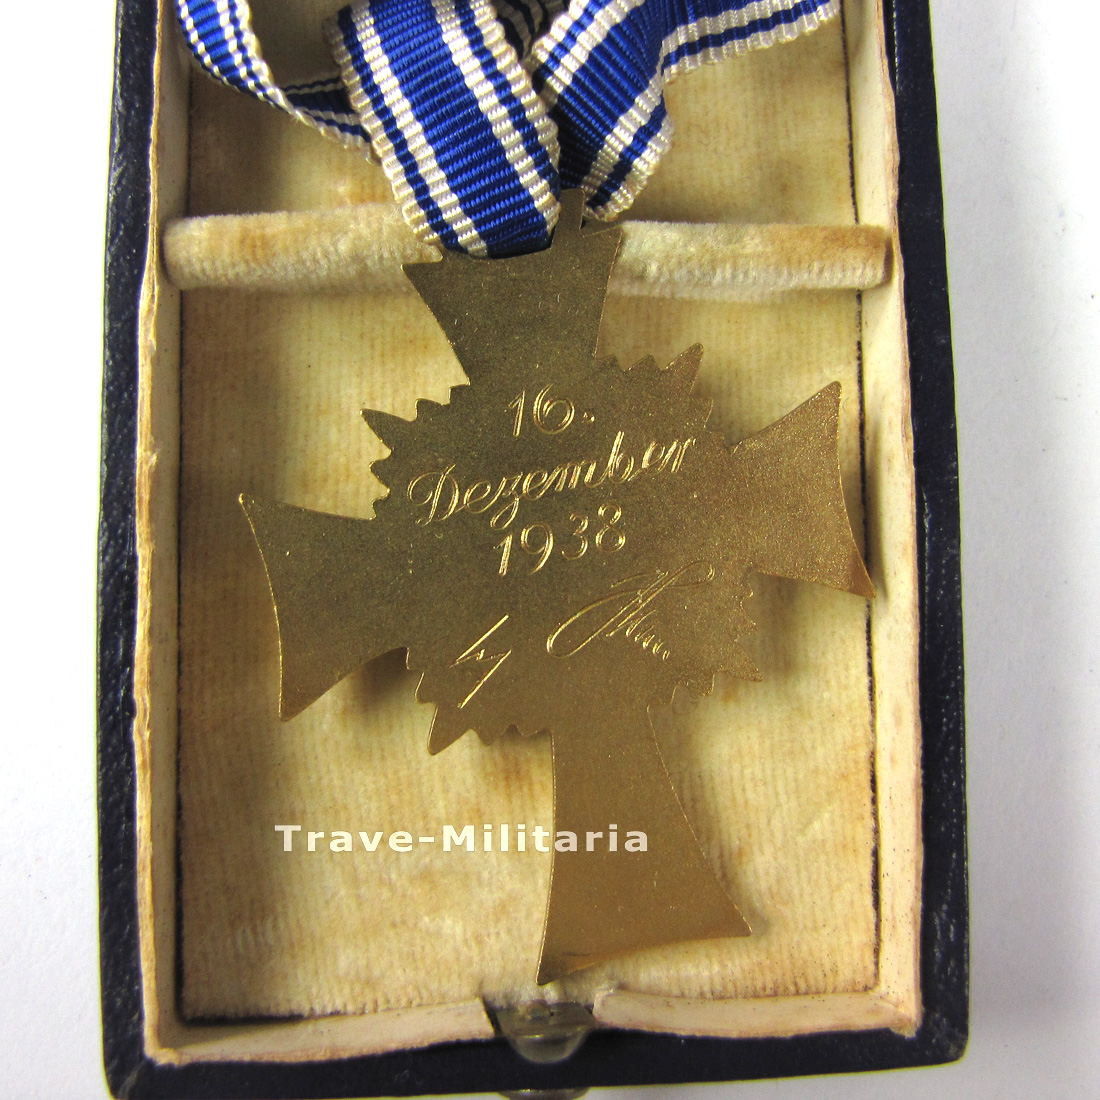 16.
Dezember
1938
Trave-Militaria